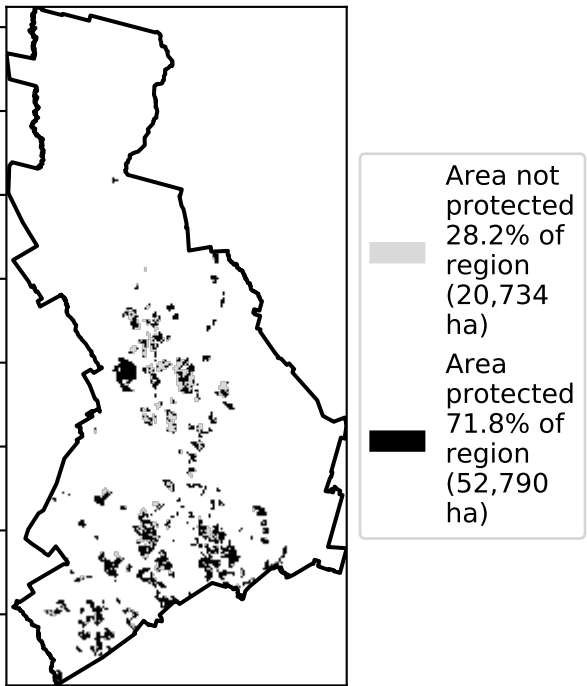 Area not
protected
28.2% of
region
(20,734
ha)
Area
protected
71.8% of
region
(52,790
ha)